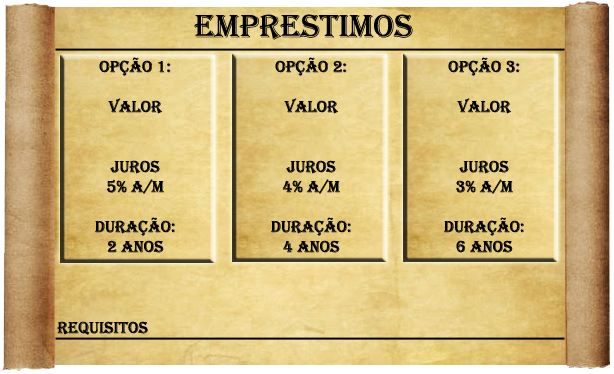 EMPRESTIMOS
OPÇÃO 1:
VALOR
JUROS
5% A/M
DURAÇÃO:
2 ANOS
OPÇÃO 2:
VALOR
JUROS
4% A/M
DURAÇÃO:
4 ANOS
OPÇÃO 3:
VALOR
JUROS
3% A/M
DURAÇÃO:
6 ANOS
REQUISITOS